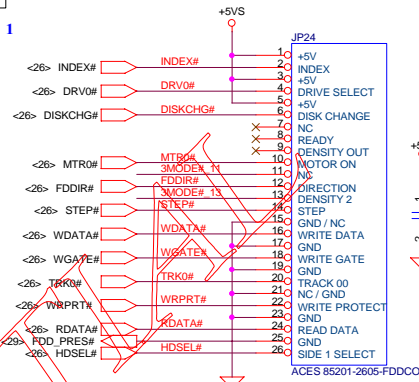 +5VS
1
JP24
1 +5V
<26> INDEX# INDEX# 2 INDEX
3 +5V
<26> DRV0# DRV0# 4 DRIVE SELECT
5 +5V
<26> DISKCHG# DISKCHG# 6 DISK CHANGE
7 NC
8 READY
9 DENSITY OUT
<26> MTR0# MTR0# 10 MOTOR ON
3MODE#_11 11 NC
<26> FDDIR# FDDIR# 12 DIRECTION
3MODE#_13 13 DENSITY 2
<26> STEP# STEP# 14 STEP
15 GND / NC
<26> WDATA# WDATA# 16 WRITE DATA
17 GND
<26> WGATE# WGATE# 18 WRITE GATE
19 GND
<26> TRK0# TRK0# 20 TRACK 00
21 NC / GND
<26> WRPRT# WRPRT# 22 WRITE PROTECT
23 GND
<26> RDATA# RDATA# 24 READ DATA
<29> FDD_PRES# 25 GND
<26> HDSEL# HDSEL# 26 SIDE 1 SELECT
ACES 85201-2605-FDDCO